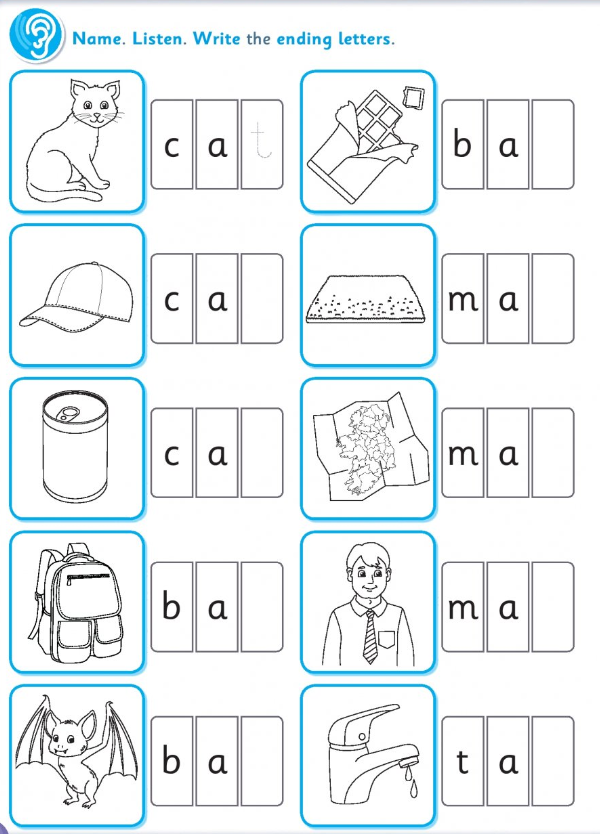 Name. Listen. Write the ending letters.
c a t
b a
c a
m a
c a
m a
b a
m a
b a
t a